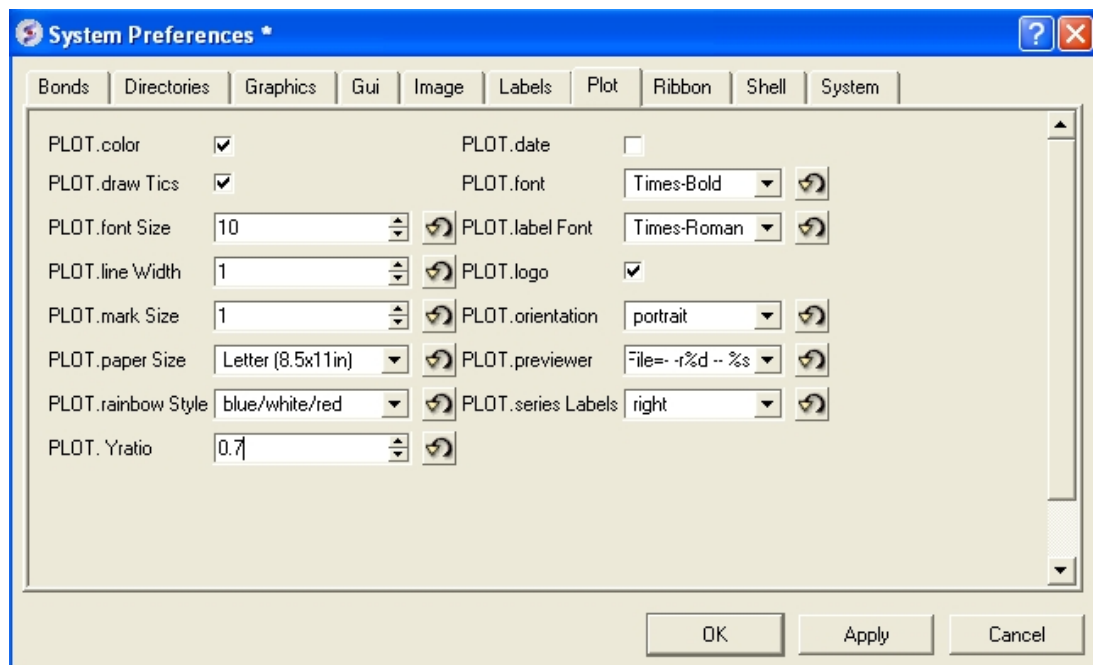 System Preferences *
Bonds Directories Graphics Gui Image Labels Plot Ribbon Shell System
PLOT.color PLOT.date
PLOT.draw Tics PLOT.font Times-Bold
PLOT.font Size 10 PLOT.label Font Times-Roman
PLOT.line Width 1 PLOT.logo
PLOT.mark Size 1 PLOT.orientation portrait
PLOT.paper Size Letter (8.5x11in) PLOT.previewer File=- -r%d -- %s
PLOT.rainbow Style blue/white/red PLOT.series Labels right
PLOT. Yratio 0.7
OK Apply Cancel